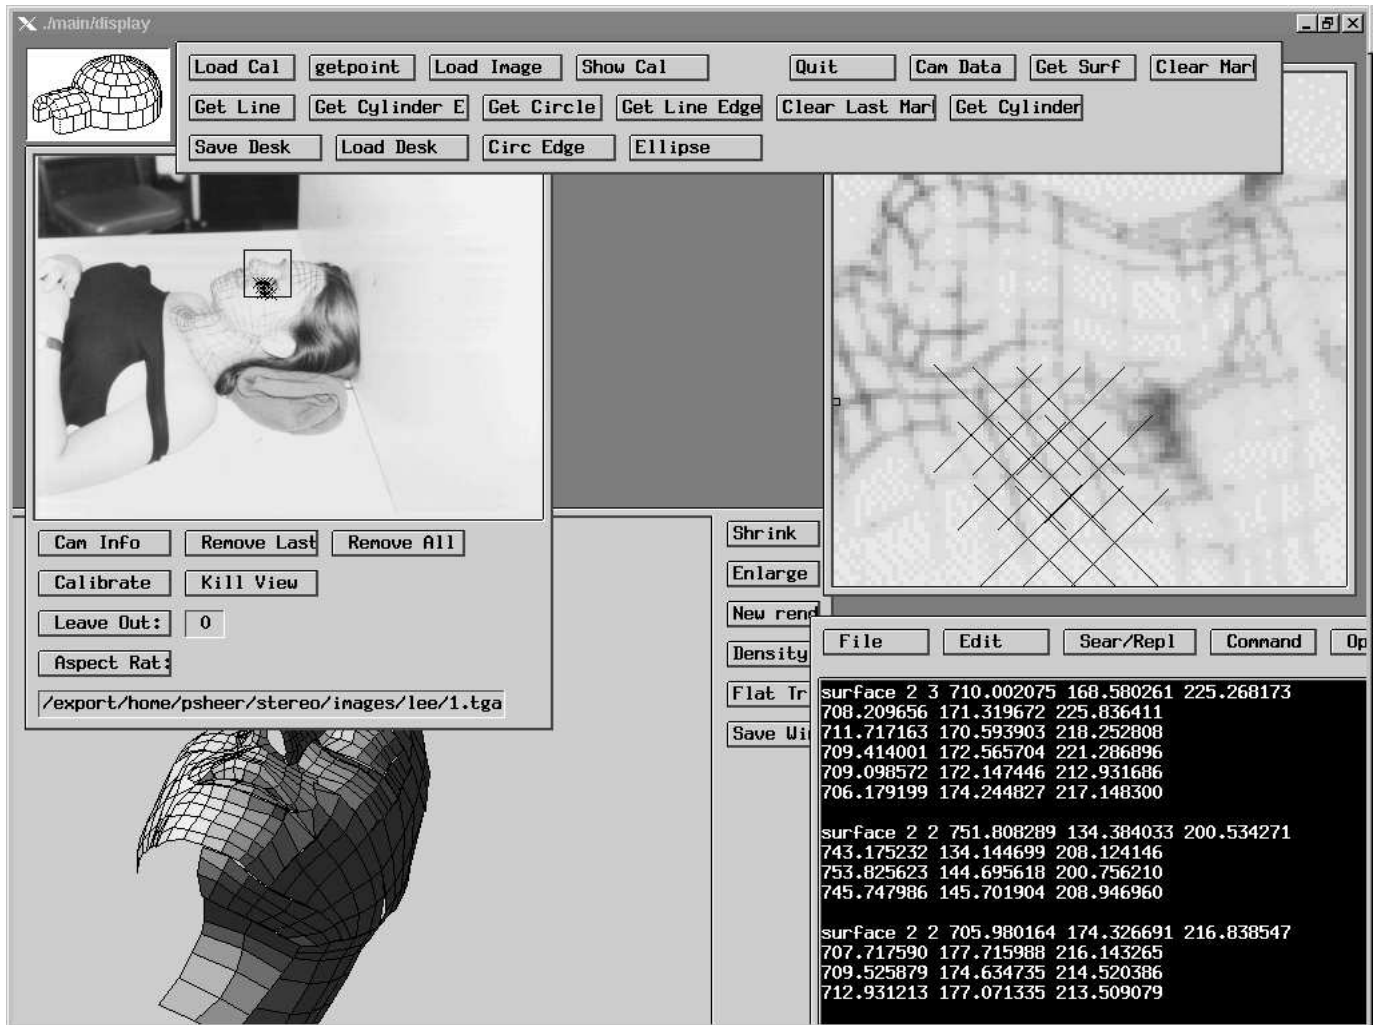 ./main/display
Load Cal getpoint Load Image Show Cal Quit Cam Data Get Surf Clear Mar
Get Line Get Cylinder E Get Circle Get Line Edge Clear Last Mar Get Cylinder
Save Desk Load Desk Circ Edge Ellipse
Cam Info Remove Last Remove All
Calibrate Kill View
Leave Out: 0
Aspect Rat:
/export/home/psheer/stereo/images/lee/1.tga
Shrink
Enlarge
New rend
Density
Flat Tr
Save Wi
File Edit Sear/Repl Command Op
surface 2 3 710.002075 168.580261 225.268173
708.209656 171.319672 225.836411
711.717163 170.593903 218.252808
709.414001 172.565704 221.286896
709.098572 172.147446 212.931686
706.179199 174.244827 217.148300
surface 2 2 751.808289 134.384033 200.534271
743.175232 134.144699 208.124146
753.825623 144.695618 200.756210
745.747986 145.701904 208.946960
surface 2 2 705.980164 174.326691 216.838547
707.717590 177.715988 216.143265
709.525879 174.634735 214.520386
712.931213 177.071335 213.509079